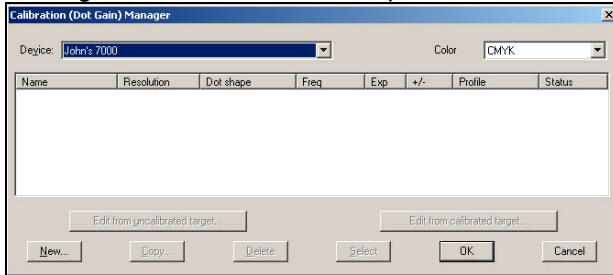 Calibration (Dot Gain) Manager
Device: John's 7000 Color CMYK
Name Resolution Dot shape Freq Exp +/- Profile Status
Edit from uncalibrated target... Edit from calibrated target...
New... Copy... Delete Select OK Cancel